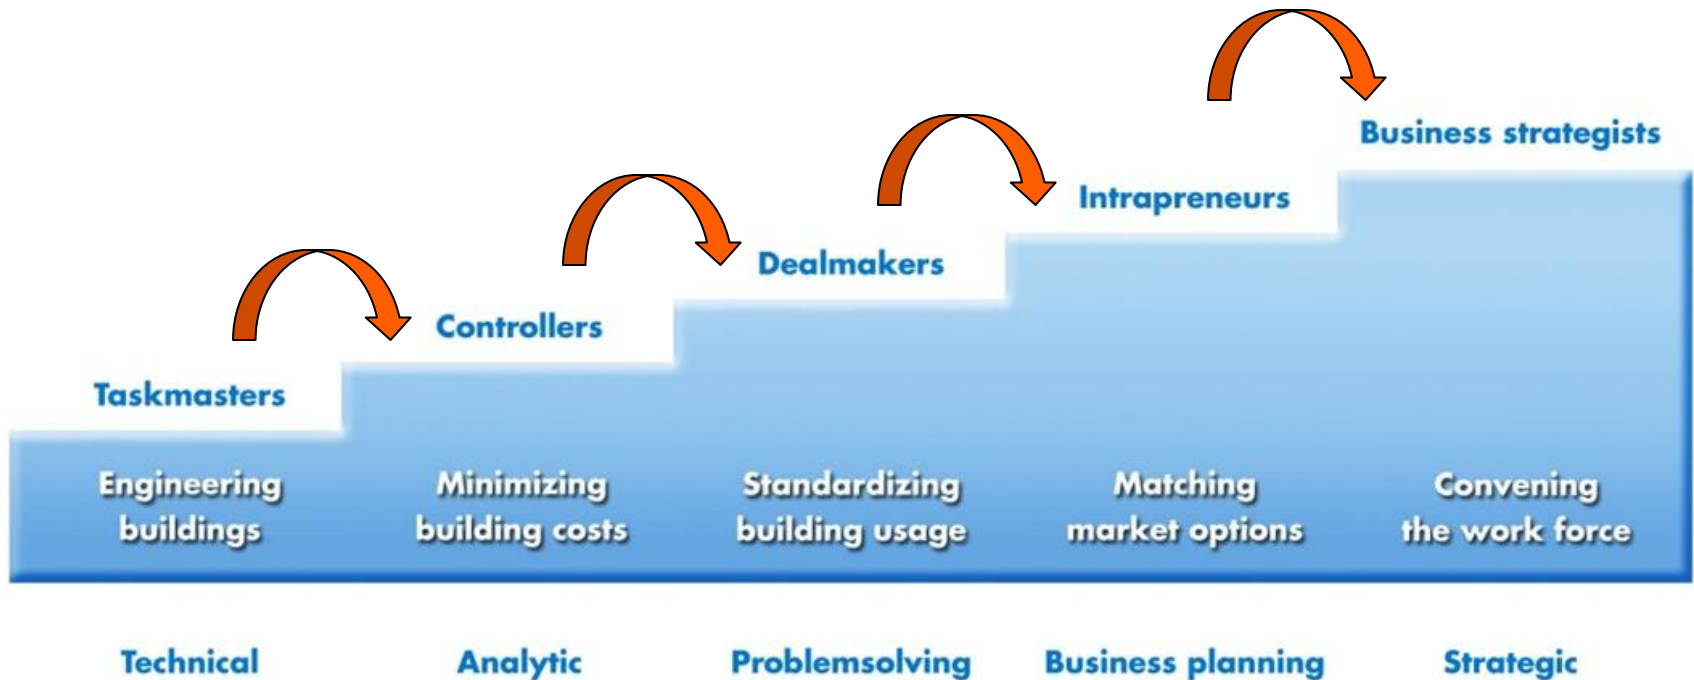 Business strategists
Intrapreneurs
Dealmakers
Controllers
Taskmasters
Engineering
buildings
Minimizing
building costs
Standardizing
building usage
Matching
market options
Convening
the work force
Technical
Analytic
Problemsolving
Business planning
Strategic